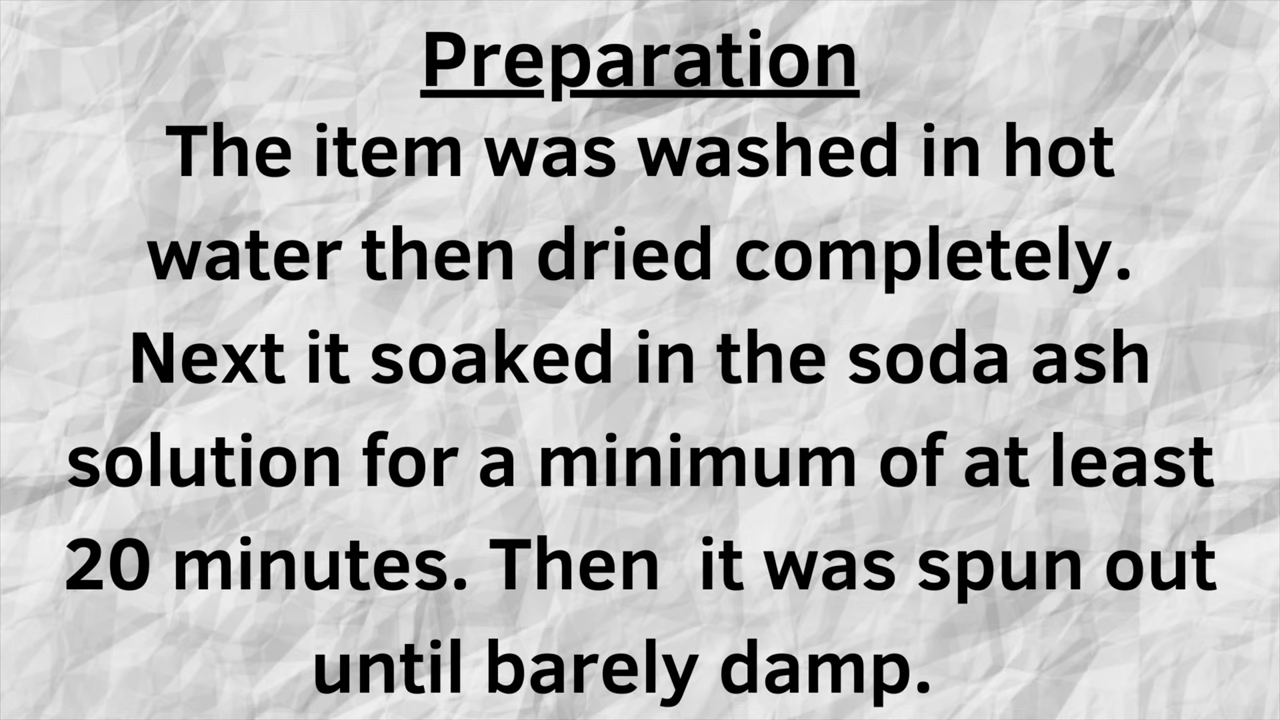 Preparation
The item was washed in hot
water then dried completely.
Next it soaked in the soda ash
solution for a minimum of at least
20 minutes. Then  it was spun out
until barely damp.